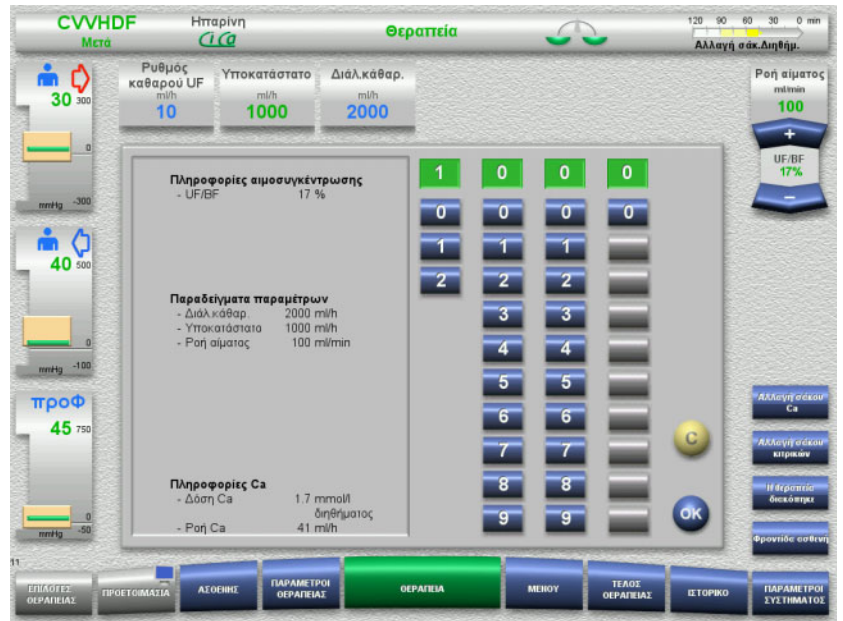 CVVHDF
Μετά
Ηπαρίνη
CiCa
Θεραπεία
120 90 60 30 0 min
Αλλαγή σάκ.Διηθήμ.
30 300
0
mmHg -300
40 500
0
mmHg -100
προΦ
45 750
0
mmHg -50
Ρυθμός
καθαρού UF
ml/h
10
Υποκατάστατο
ml/h
1000
Διάλ.κάθαρ.
ml/h
2000
Ροή αίματος
ml/min
100
+
UF/BF
17%
−
Πληροφορίες αιμοσυγκέντρωσης
- UF/BF 17 %
Παραδείγματα παραμέτρων
- Διάλ.κάθαρ. 2000 ml/h
- Υποκατάστατο 1000 ml/h
- Ροή αίματος 100 ml/min
Πληροφορίες Ca
- Δόση Ca 1.7 mmol/l
διηθήματος
- Ροή Ca 41 ml/h
1 0 0 0
0 0 0 0
1 1 1
2 2 2
3 3
4 4
5 5
6 6
7 7
8 8
9 9
C
OK
Αλλαγή σάκου
Ca
Αλλαγή σάκου
κιτρικών
Η θεραπεία
διακόπηκε
Φροντίδα ασθενή
11
ΕΠΙΛΟΓΕΣ
ΘΕΡΑΠΕΙΑΣ
ΠΡΟΕΤΟΙΜΑΣΙΑ
ΑΣΘΕΝΗΣ
ΠΑΡΑΜΕΤΡΟΙ
ΘΕΡΑΠΕΙΑΣ
ΘΕΡΑΠΕΙΑ
ΜΕΝΟΥ
ΤΕΛΟΣ
ΘΕΡΑΠΕΙΑΣ
ΙΣΤΟΡΙΚΟ
ΠΑΡΑΜΕΤΡΟΙ
ΣΥΣΤΗΜΑΤΟΣ